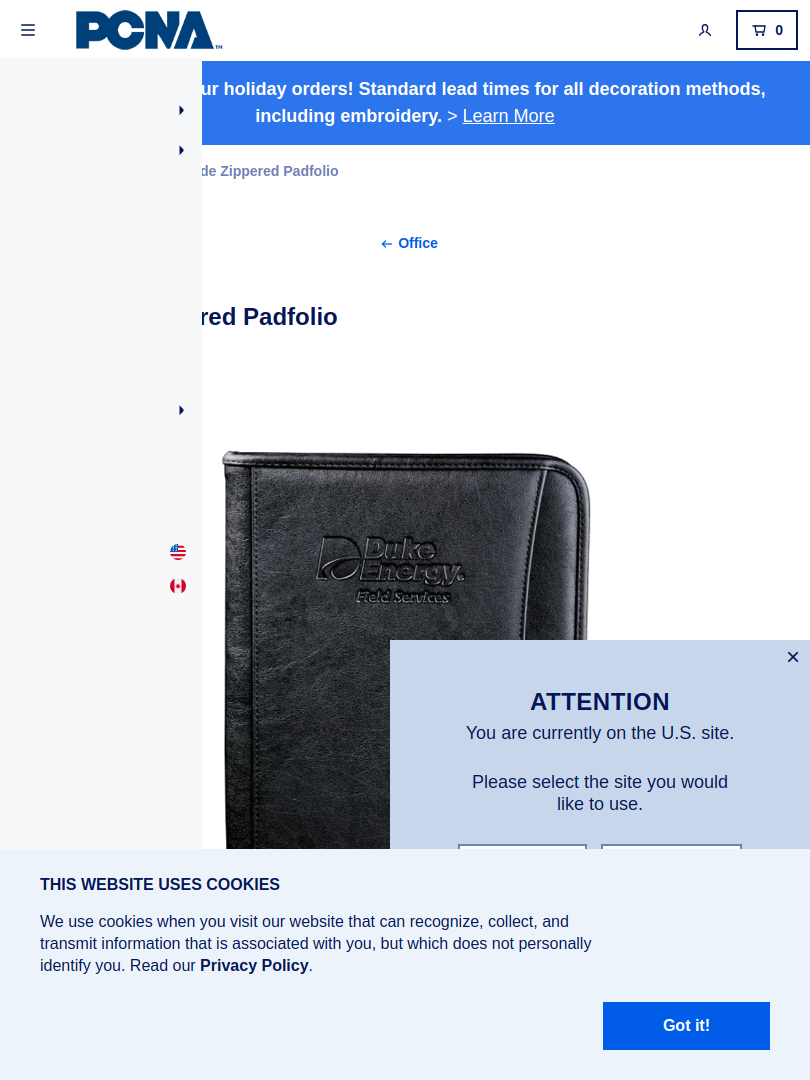 PCNA™
0
ur holiday orders! Standard lead times for all decoration methods,
including embroidery. > Learn More
de Zippered Padfolio
← Office
red Padfolio
Duke
Energy®
Field Services
×
ATTENTION
You are currently on the U.S. site.
Please select the site you would
like to use.
THIS WEBSITE USES COOKIES
We use cookies when you visit our website that can recognize, collect, and
transmit information that is associated with you, but which does not personally
identify you. Read our Privacy Policy.
Got it!